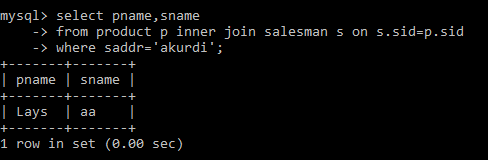 mysql> select pname,sname
    -> from product p inner join salesman s on s.sid=p.sid
    -> where saddr='akurdi';
+-------+-------+
| pname | sname |
+-------+-------+
| Lays  | aa    |
+-------+-------+
1 row in set (0.00 sec)